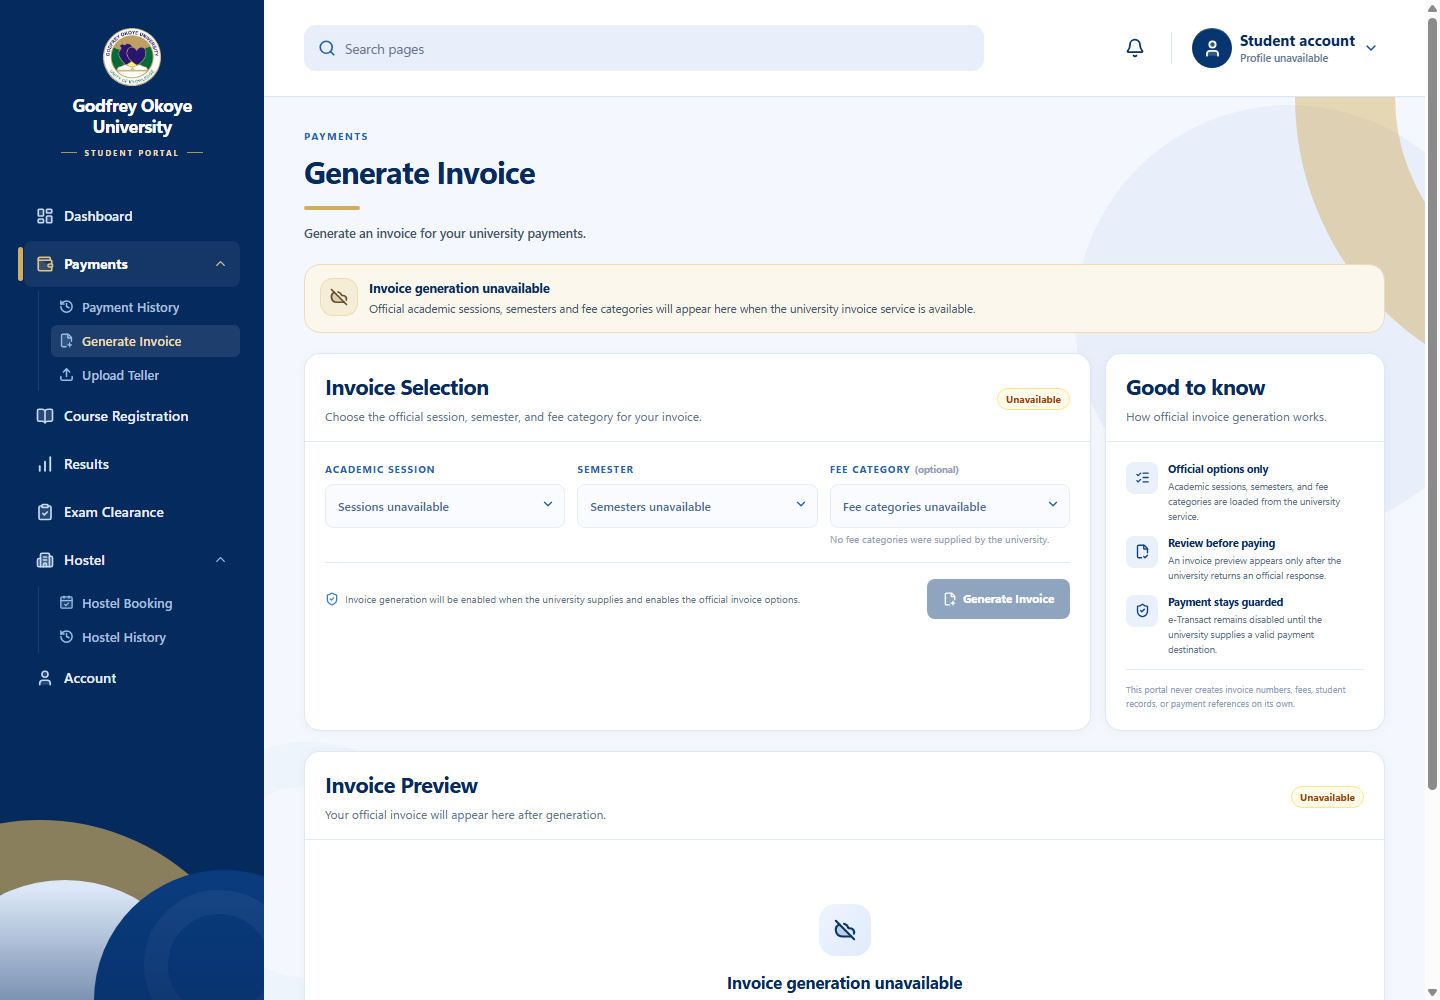 Godfrey Okoye
University
STUDENT PORTAL
Dashboard
Payments
Payment History
Generate Invoice
Upload Teller
Course Registration
Results
Exam Clearance
Hostel
Hostel Booking
Hostel History
Account
Search pages
Student account
Profile unavailable
PAYMENTS
Generate Invoice
Generate an invoice for your university payments.
Invoice generation unavailable
Official academic sessions, semesters and fee categories will appear here when the university invoice service is available.
Invoice Selection
Choose the official session, semester, and fee category for your invoice.
Unavailable
ACADEMIC SESSION
Sessions unavailable
SEMESTER
Semesters unavailable
FEE CATEGORY (optional)
Fee categories unavailable
No fee categories were supplied by the university.
Invoice generation will be enabled when the university supplies and enables the official invoice options.
Generate Invoice
Good to know
How official invoice generation works.
Official options only
Academic sessions, semesters, and fee
categories are loaded from the university
service.
Review before paying
An invoice preview appears only after the
university returns an official response.
Payment stays guarded
e-Transact remains disabled until the
university supplies a valid payment
destination.
This portal never creates invoice numbers, fees, student
records, or payment references on its own.
Invoice Preview
Your official invoice will appear here after generation.
Unavailable
Invoice generation unavailable